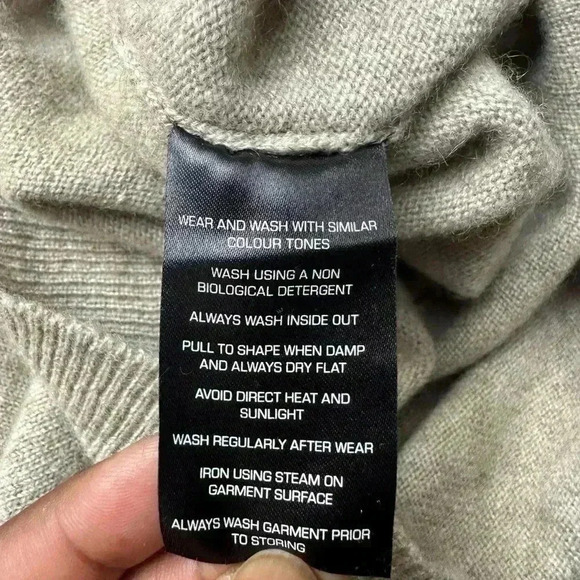 WEAR AND WASH WITH SIMILAR
COLOUR TONES
WASH USING A NON
BIOLOGICAL DETERGENT
ALWAYS WASH INSIDE OUT
PULL TO SHAPE WHEN DAMP
AND ALWAYS DRY FLAT
AVOID DIRECT HEAT AND
SUNLIGHT
WASH REGULARLY AFTER WEAR
IRON USING STEAM ON
GARMENT SURFACE
ALWAYS WASH GARMENT PRIOR
TO STORING